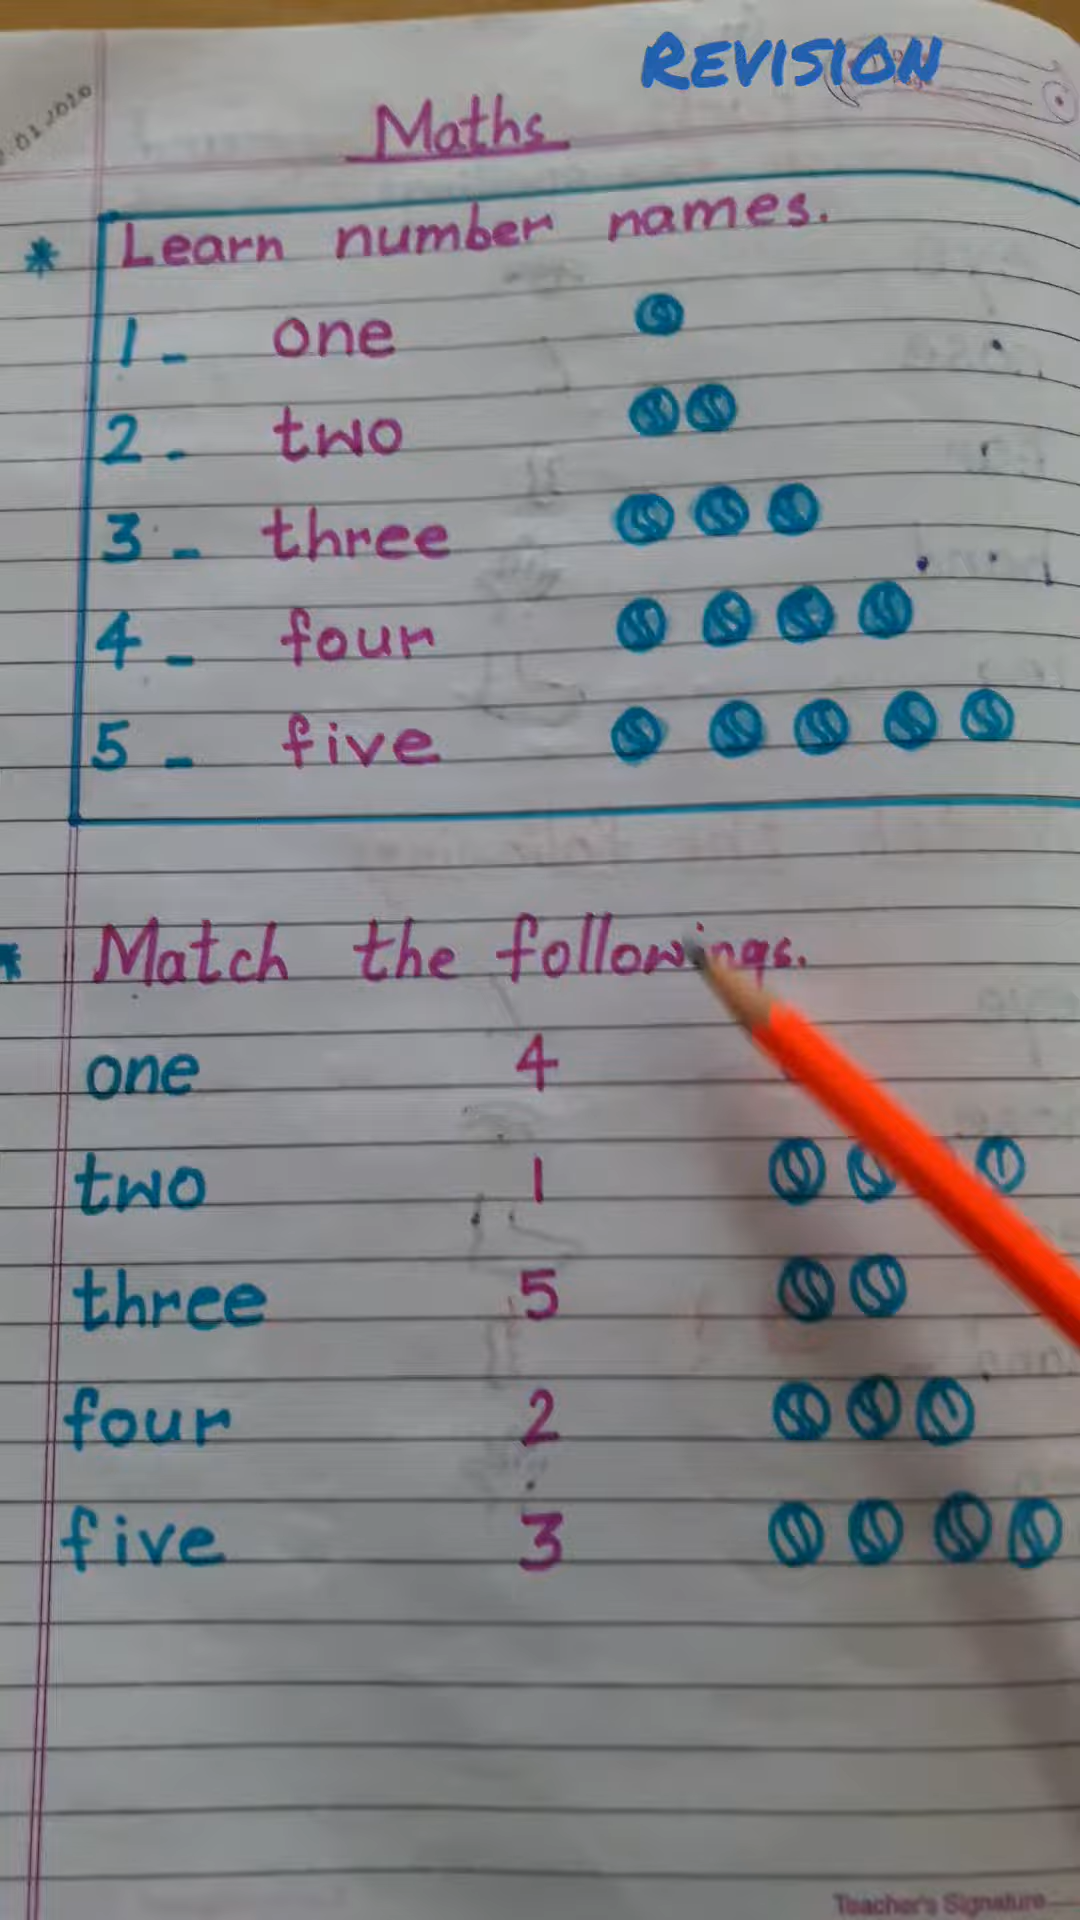 REVISION
Maths
Learn number names.
1 - one
2 - two
3 - three
4 - four
5 - five
Match the followings.
one 4
two 1
three 5
four 2
five 3
Teacher's Signature